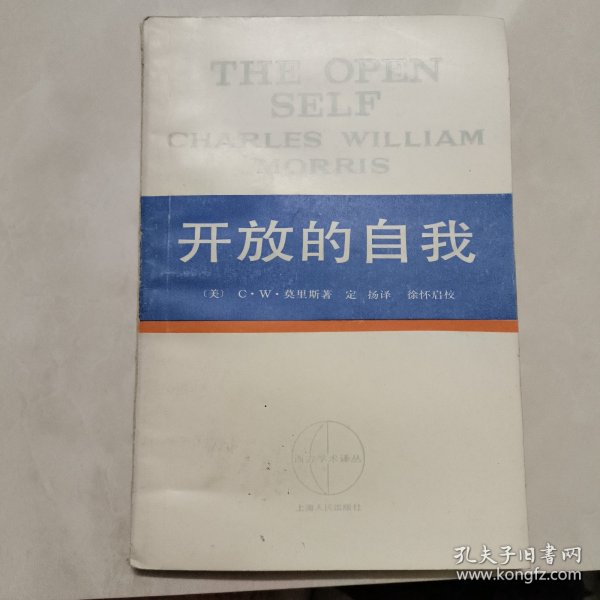 THE OPEN
SELF
CHARLES WILLIAM
MORRIS
开放的自我
〔美〕 C·W·莫里斯著 定 扬译 徐怀启校
西方学术译丛
上海人民出版社
孔夫子旧书网
www.kongfz.com